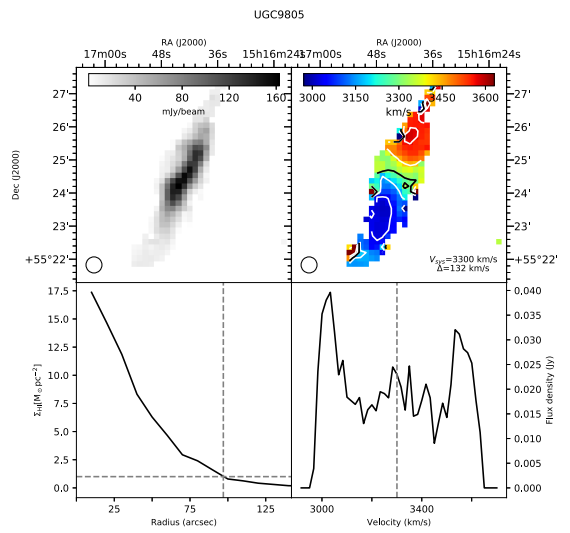 UGC9805
RA (J2000)
RA (J2000)
17m00s 48s 36s 15h16m24s
17m00s 48s 36s 15h16m24s
40 80 120 160
mJy/beam
3000 3150 3300 3450 3600
km/s
Dec (J2000)
27'
26'
25'
24'
23'
+55°22'
27'
26'
25'
24'
23'
+55°22'
V_sys=3300 km/s
Δ=132 km/s
17.5
15.0
12.5
10.0
7.5
5.0
2.5
0.0
Σ_HI[M_⊙pc⁻²]
25 75 125
Radius (arcsec)
0.040
0.035
0.030
0.025
0.020
0.015
0.010
0.005
0.000
Flux density (Jy)
3000 3400
Velocity (km/s)